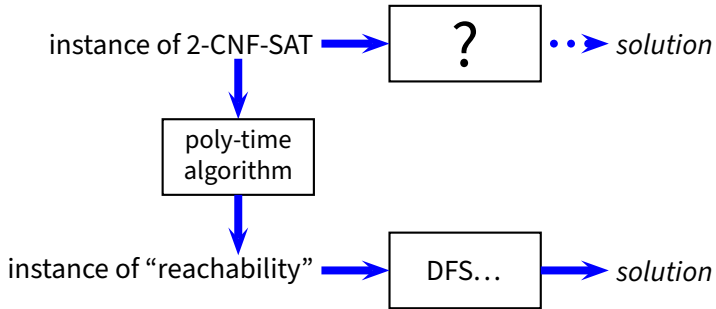 instance of 2-CNF-SAT
?
solution
poly-time
algorithm
instance of “reachability”
DFS…
solution